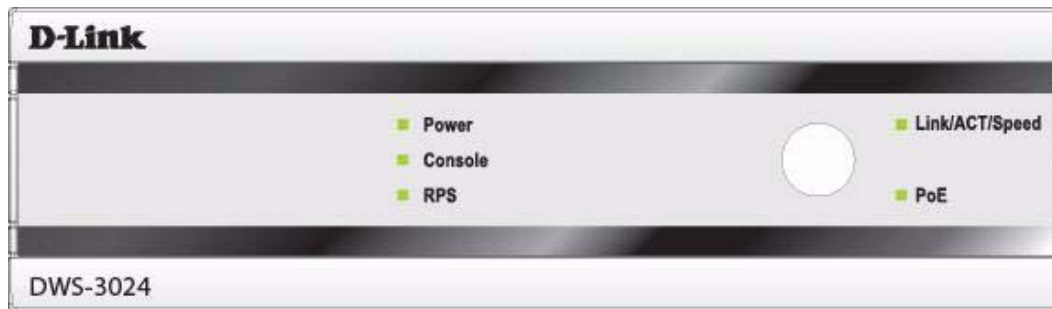 D-Link
Power
Console
RPS
Link/ACT/Speed
PoE
DWS-3024